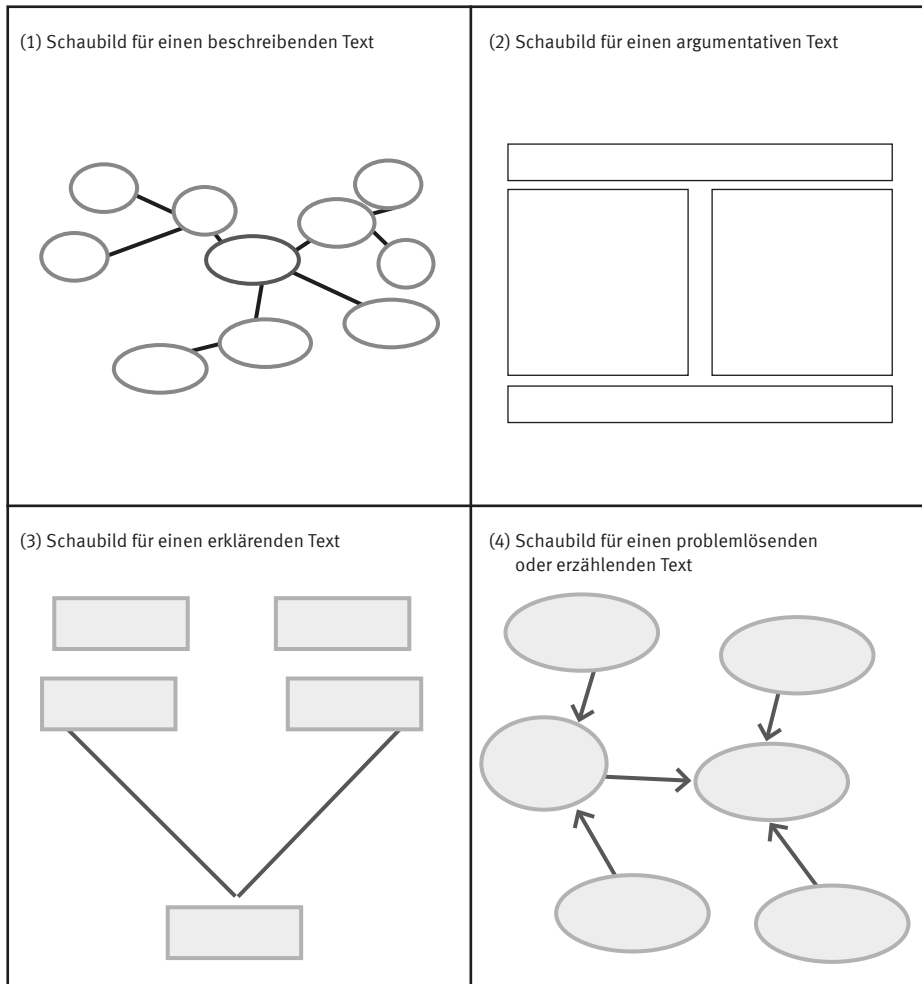 (1) Schaubild für einen beschreibenden Text
(2) Schaubild für einen argumentativen Text
(3) Schaubild für einen erklärenden Text
(4) Schaubild für einen problemlösenden
oder erzählenden Text